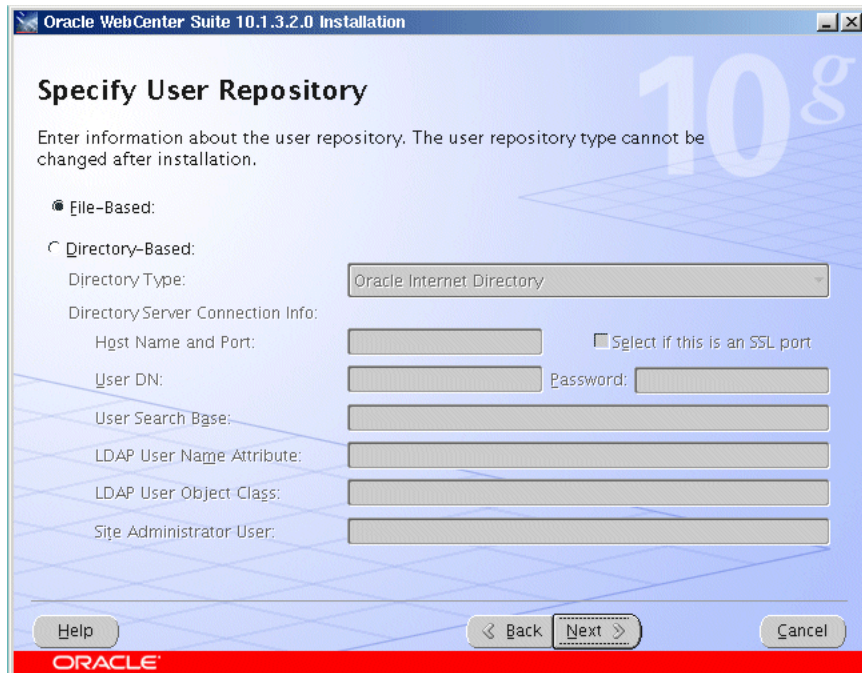 Oracle WebCenter Suite 10.1.3.2.0 Installation
10g
Specify User Repository
Enter information about the user repository. The user repository type cannot be
changed after installation.
File-Based:
Directory-Based:
Directory Type: Oracle Internet Directory
Directory Server Connection Info:
Host Name and Port: Select if this is an SSL port
User DN: Password:
User Search Base:
LDAP User Name Attribute:
LDAP User Object Class:
Site Administrator User:
Help Back Next Cancel
ORACLE